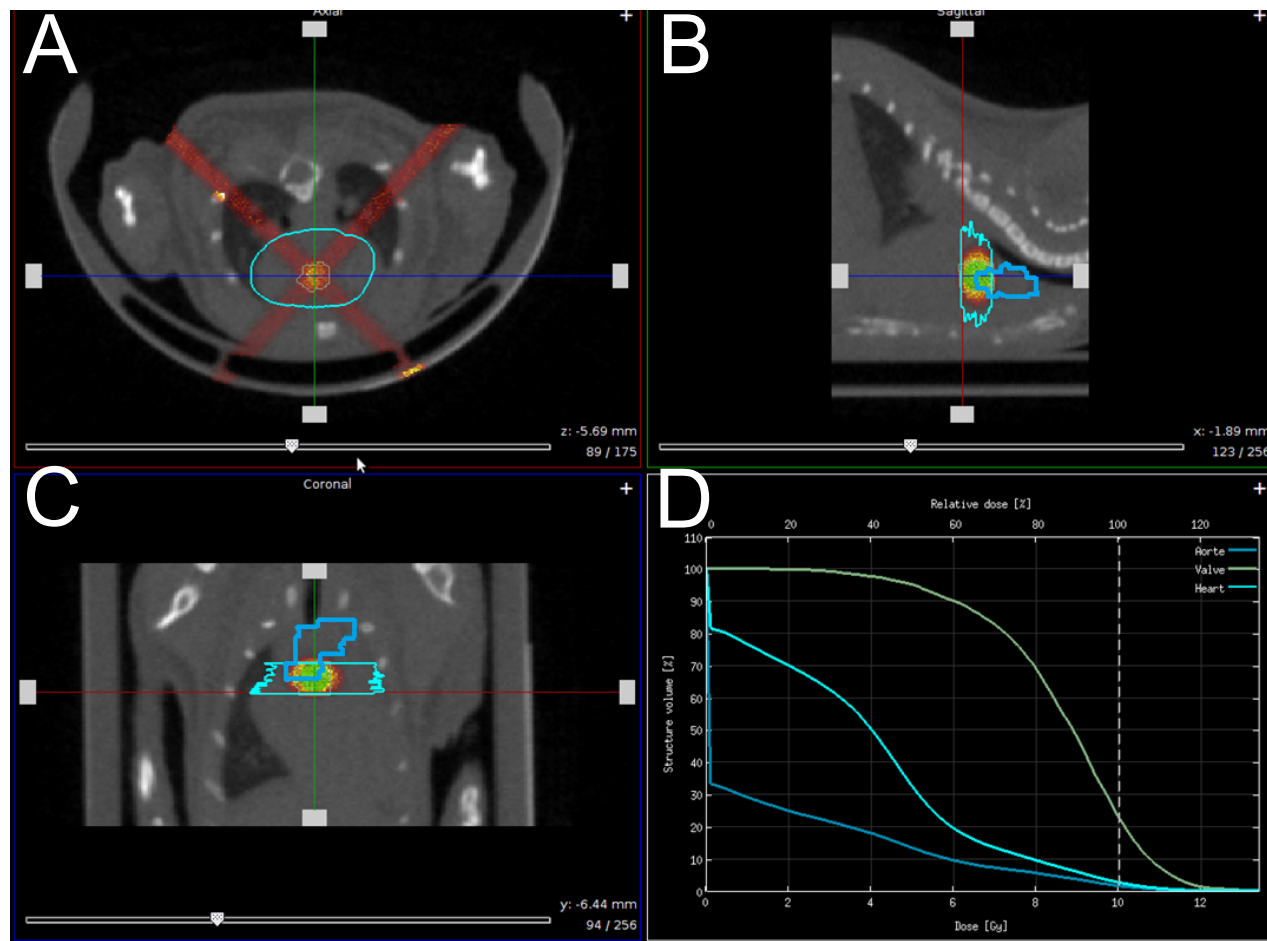 A
Axial
+
B
Sagittal
+
z: -5.69 mm
89 / 175
x: -1.89 mm
123 / 256
C
Coronal
+
D
+
Relative dose [%]
0 20 40 60 80 100 120
110
Aorte
Valve
Heart
100
90
80
70
60
50
40
30
20
10
0
Structure volume [%]
0 2 4 6 8 10 12
Dose [Gy]
y: -6.44 mm
94 / 256